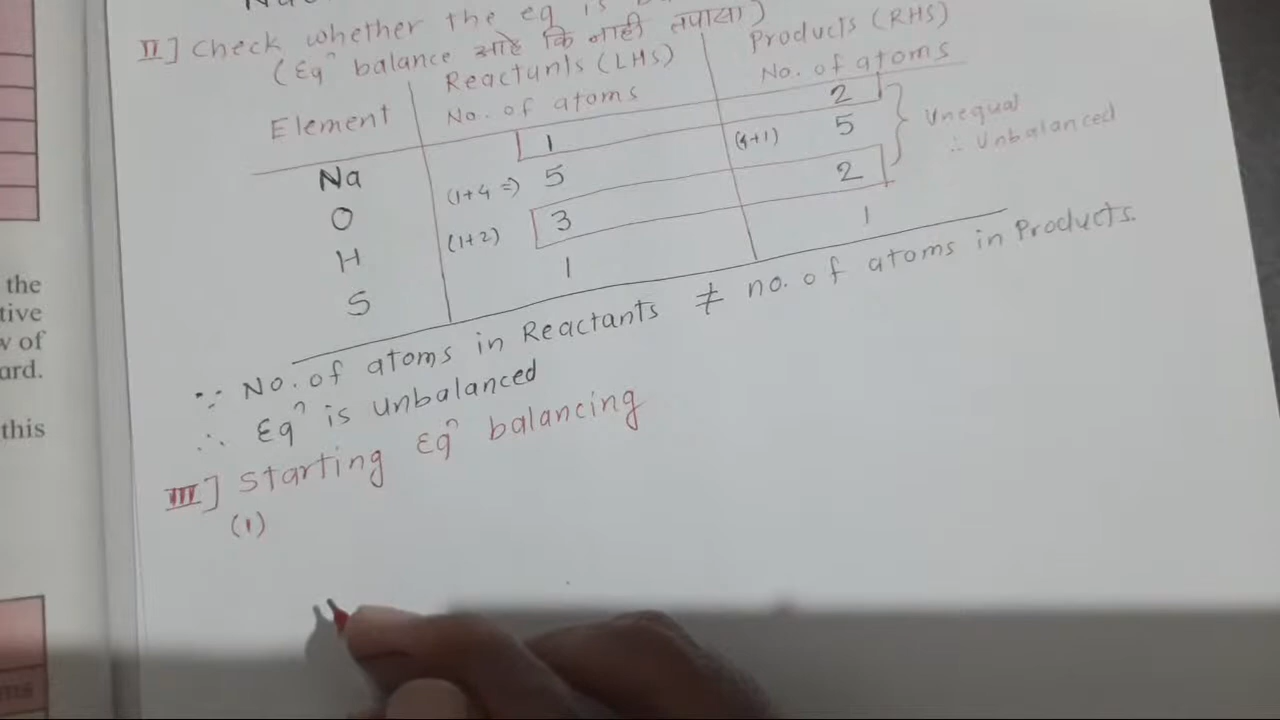 II] Check whether the eqⁿ is
(Eqⁿ balance आहे कि नाही तपासा)
Element Reactants (LHS) Products (RHS)
No. of atoms No. of atoms
Na 1 2
O (1+4 =) 5 (4+1) 5
H (1+2) 3 2
S 1 1
Unequal
∴ Unbalanced
∵ No. of atoms in Reactants ≠ no. of atoms in Products.
∴ Eqⁿ is unbalanced
III] Starting Eqⁿ balancing
(1)
the
tive
w of
ard.
this